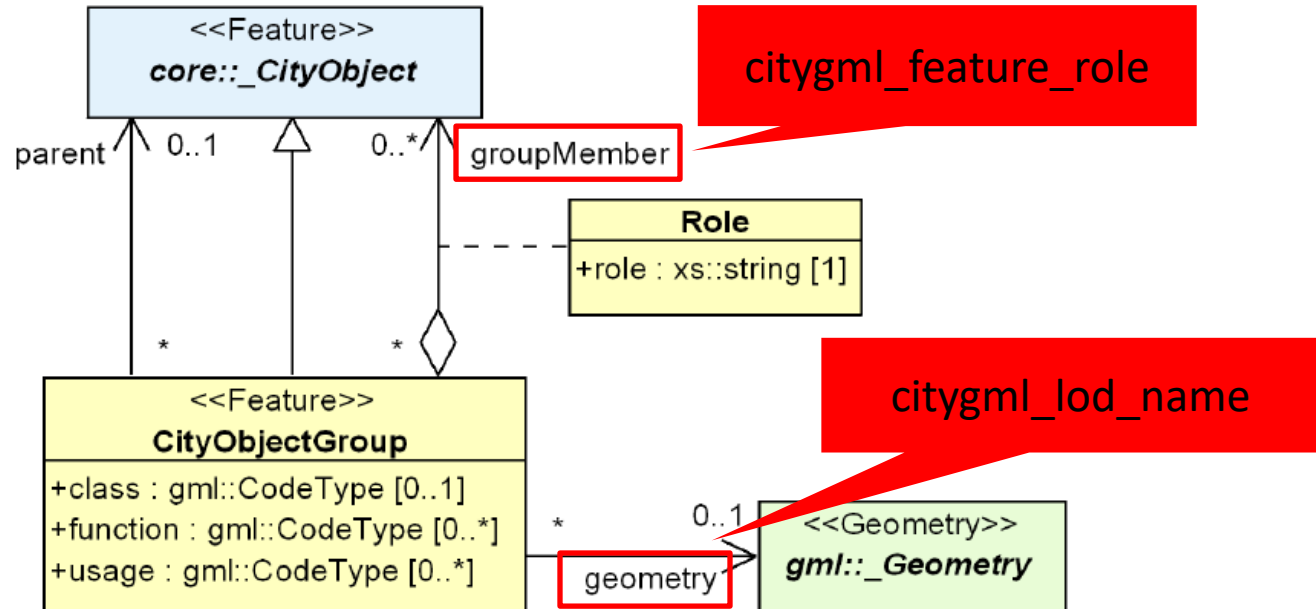 <<Feature>>
core::_CityObject
citygml_feature_role
parent
0..1
0..*
groupMember
Role
+role : xs::string [1]
*
*
<<Feature>>
CityObjectGroup
+class : gml::CodeType [0..1]
+function : gml::CodeType [0..*]
+usage : gml::CodeType [0..*]
citygml_lod_name
*
0..1
geometry
<<Geometry>>
gml::_Geometry